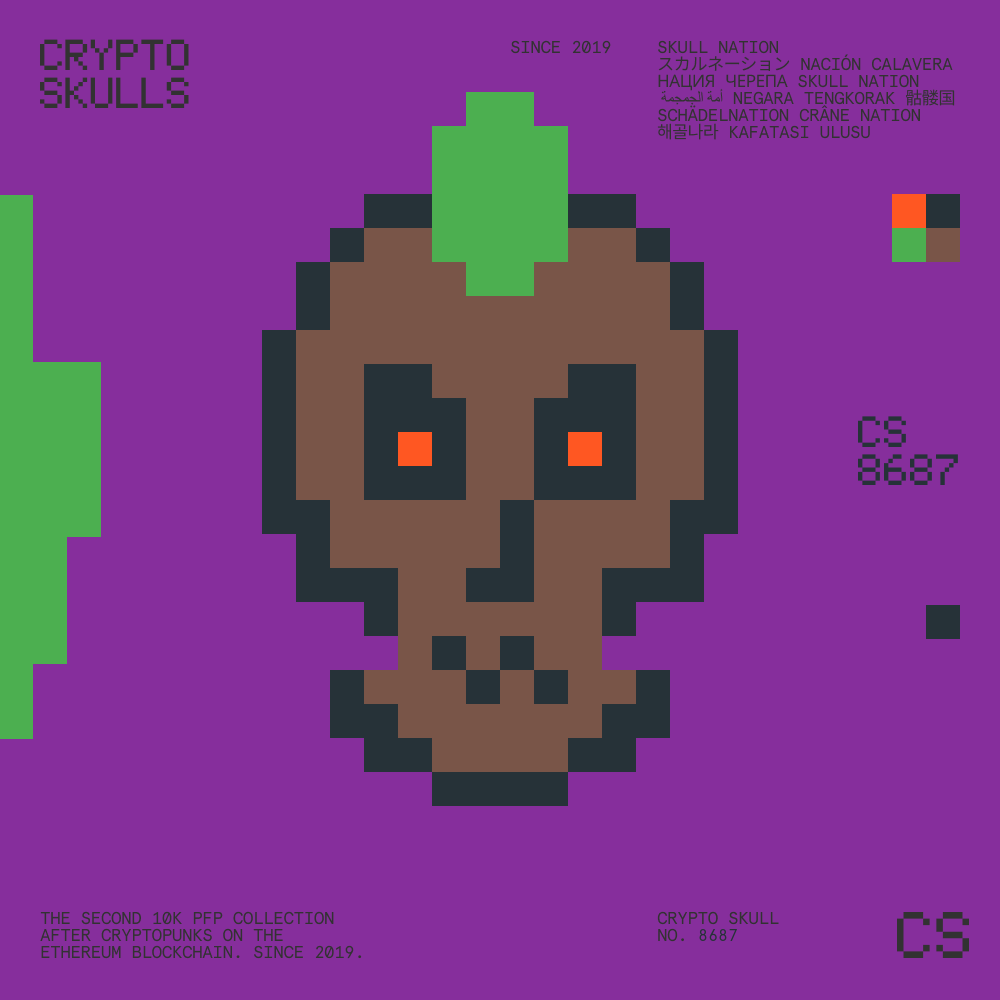 CRYPTO
SKULLS
SINCE 2019
SKULL NATION
スカルネーション NACIÓN CALAVERA
НАЦИЯ ЧЕРЕПА SKULL NATION
أمة الجمجمة NEGARA TENGKORAK 骷髅国
SCHÄDELNATION CRÂNE NATION
해골나라 KAFATASI ULUSU
CS
8687
THE SECOND 10K PFP COLLECTION
AFTER CRYPTOPUNKS ON THE
ETHEREUM BLOCKCHAIN. SINCE 2019.
CRYPTO SKULL
NO. 8687
CS